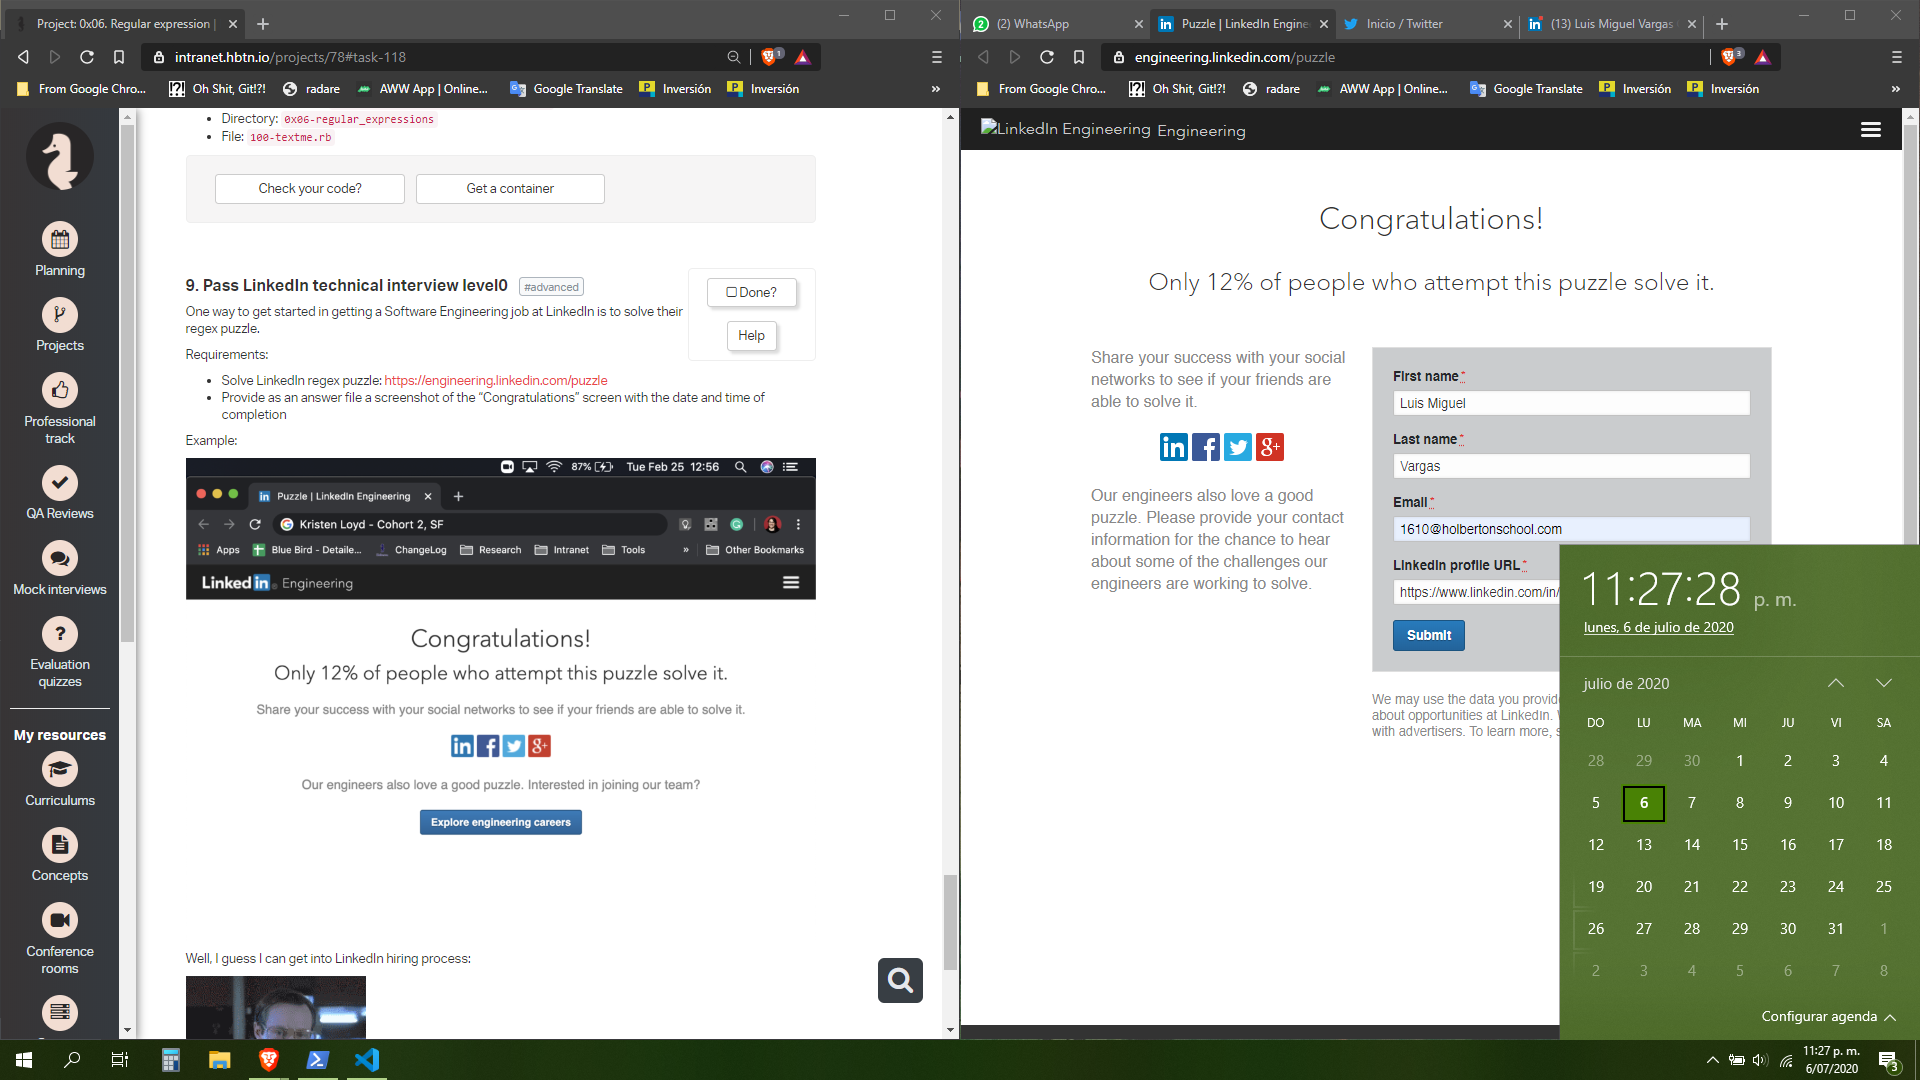 Project: 0x06. Regular expression |
intranet.hbtn.io/projects/78#task-118
1
From Google Chro...
Oh Shit, Git!?!
radare
AWW App | Online...
Google Translate
Inversión
Inversión
»
Planning
Projects
Professional
track
QA Reviews
Mock interviews
Evaluation
quizzes
My resources
Curriculums
Concepts
Conference
rooms
Directory: 0x06-regular_expressions
File: 100-textme.rb
Check your code?
Get a container
9. Pass LinkedIn technical interview level0 #advanced
Done?
Help
One way to get started in getting a Software Engineering job at LinkedIn is to solve their
regex puzzle.
Requirements:
Solve LinkedIn regex puzzle: https://engineering.linkedin.com/puzzle
Provide as an answer file a screenshot of the “Congratulations” screen with the date and time of
completion
Example:
87% Tue Feb 25 12:56
Puzzle | LinkedIn Engineering
Kristen Loyd - Cohort 2, SF
Apps Blue Bird - Detaile... ChangeLog Research Intranet Tools » Other Bookmarks
Linked in Engineering
Congratulations!
Only 12% of people who attempt this puzzle solve it.
Share your success with your social networks to see if your friends are able to solve it.
in f g+
Our engineers also love a good puzzle. Interested in joining our team?
Explore engineering careers
Well, I guess I can get into LinkedIn hiring process:
(2) WhatsApp
Puzzle | LinkedIn Engine
Inicio / Twitter
(13) Luis Miguel Vargas
engineering.linkedin.com/puzzle
3
From Google Chro...
Oh Shit, Git!?!
radare
AWW App | Online...
Google Translate
Inversión
Inversión
»
LinkedIn Engineering Engineering
Congratulations!
Only 12% of people who attempt this puzzle solve it.
Share your success with your social
networks to see if your friends are
able to solve it.
in f g+
Our engineers also love a good
puzzle. Please provide your contact
information for the chance to hear
about some of the challenges our
engineers are working to solve.
First name *
Luis Miguel
Last name *
Vargas
Email *
1610@holbertonschool.com
LinkedIn profile URL *
https://www.linkedin.com/in/
Submit
We may use the data you provide
about opportunities at LinkedIn.
with advertisers. To learn more, s
11:27:28 p. m.
lunes, 6 de julio de 2020
julio de 2020
DO LU MA MI JU VI SA
28 29 30 1 2 3 4
5 6 7 8 9 10 11
12 13 14 15 16 17 18
19 20 21 22 23 24 25
26 27 28 29 30 31 1
2 3 4 5 6 7 8
Configurar agenda
11:27 p. m.
6/07/2020
3